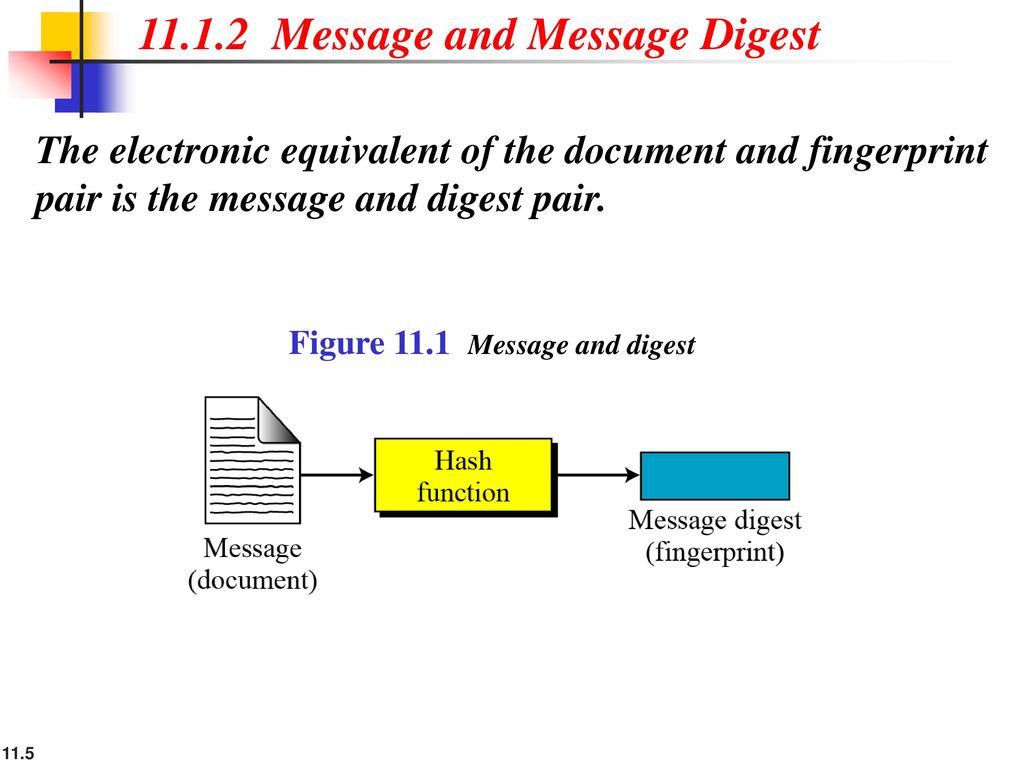 11.1.2 Message and Message Digest
The electronic equivalent of the document and fingerprint
pair is the message and digest pair.
Figure 11.1 Message and digest
Hash
function
Message digest
(fingerprint)
Message
(document)
11.5